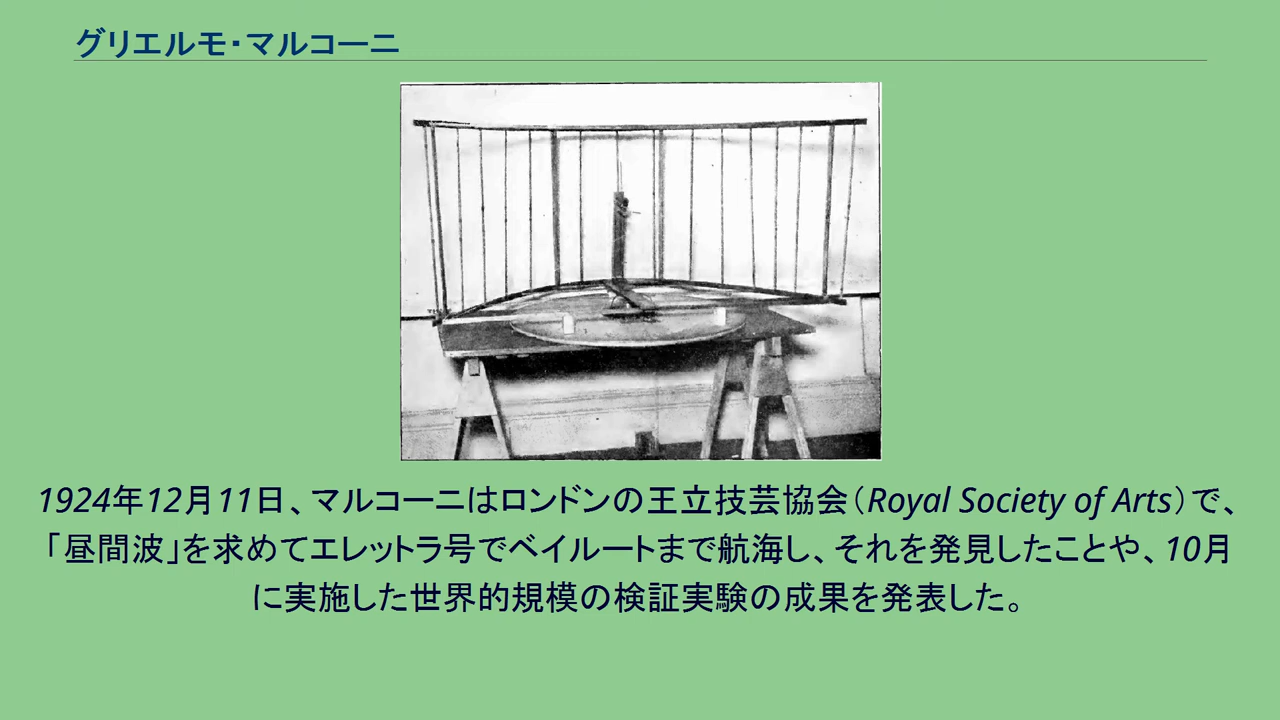 グリエルモ・マルコーニ
1924年12月11日、マルコーニはロンドンの王立技芸協会（Royal Society of Arts）で、
「昼間波」を求めてエレットラ号でベイルートまで航海し、それを発見したことや、10月
に実施した世界的規模の検証実験の成果を発表した。